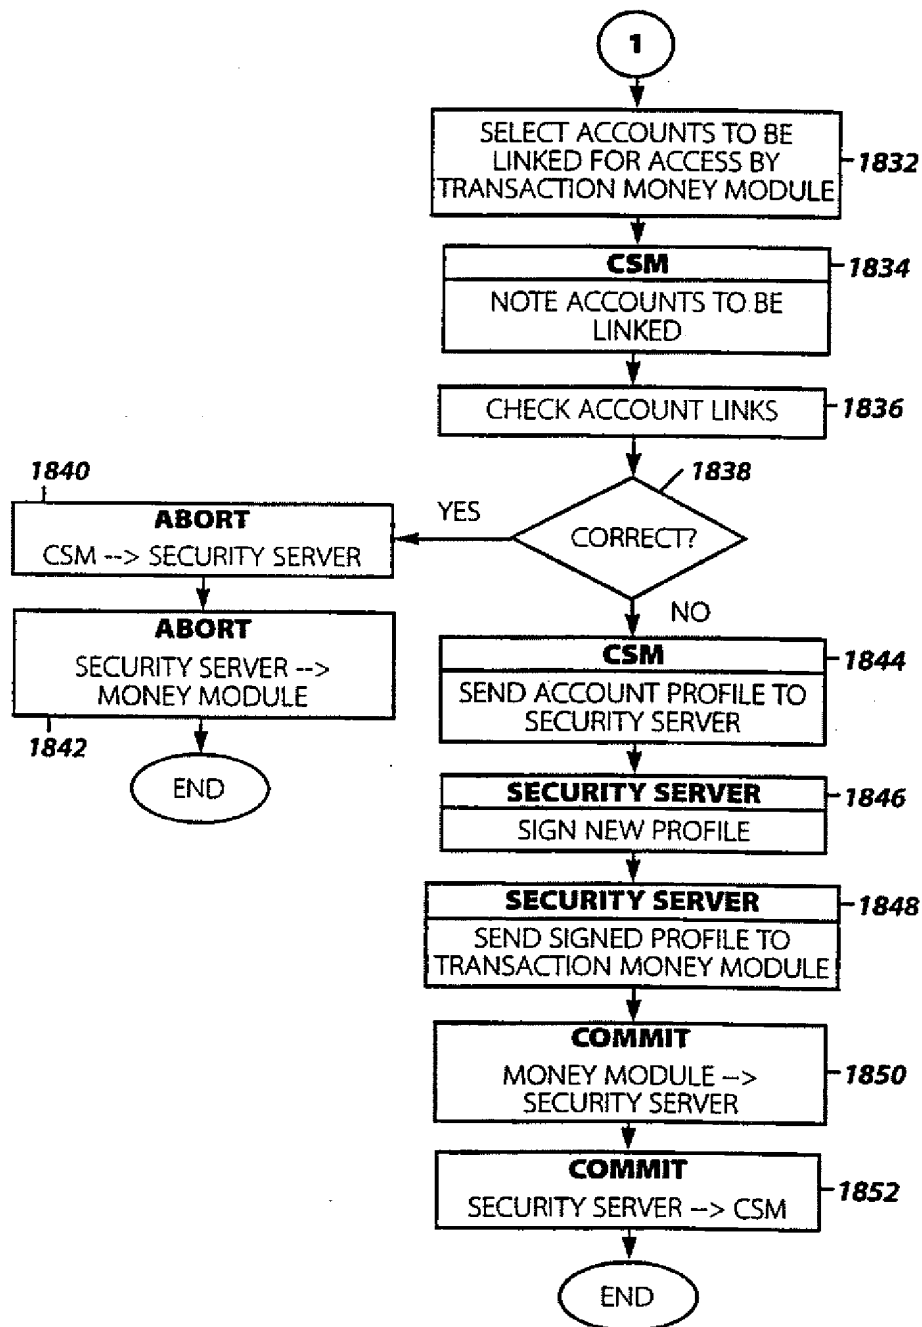 1
SELECT ACCOUNTS TO BE
LINKED FOR ACCESS BY
TRANSACTION MONEY MODULE
1832
CSM
1834
NOTE ACCOUNTS TO BE
LINKED
CHECK ACCOUNT LINKS
1836
1838
CORRECT?
YES
NO
1840
ABORT
CSM --> SECURITY SERVER
ABORT
SECURITY SERVER -->
MONEY MODULE
1842
END
CSM
1844
SEND ACCOUNT PROFILE TO
SECURITY SERVER
SECURITY SERVER
1846
SIGN NEW PROFILE
SECURITY SERVER
1848
SEND SIGNED PROFILE TO
TRANSACTION MONEY MODULE
COMMIT
MONEY MODULE -->
SECURITY SERVER
1850
COMMIT
SECURITY SERVER --> CSM
1852
END